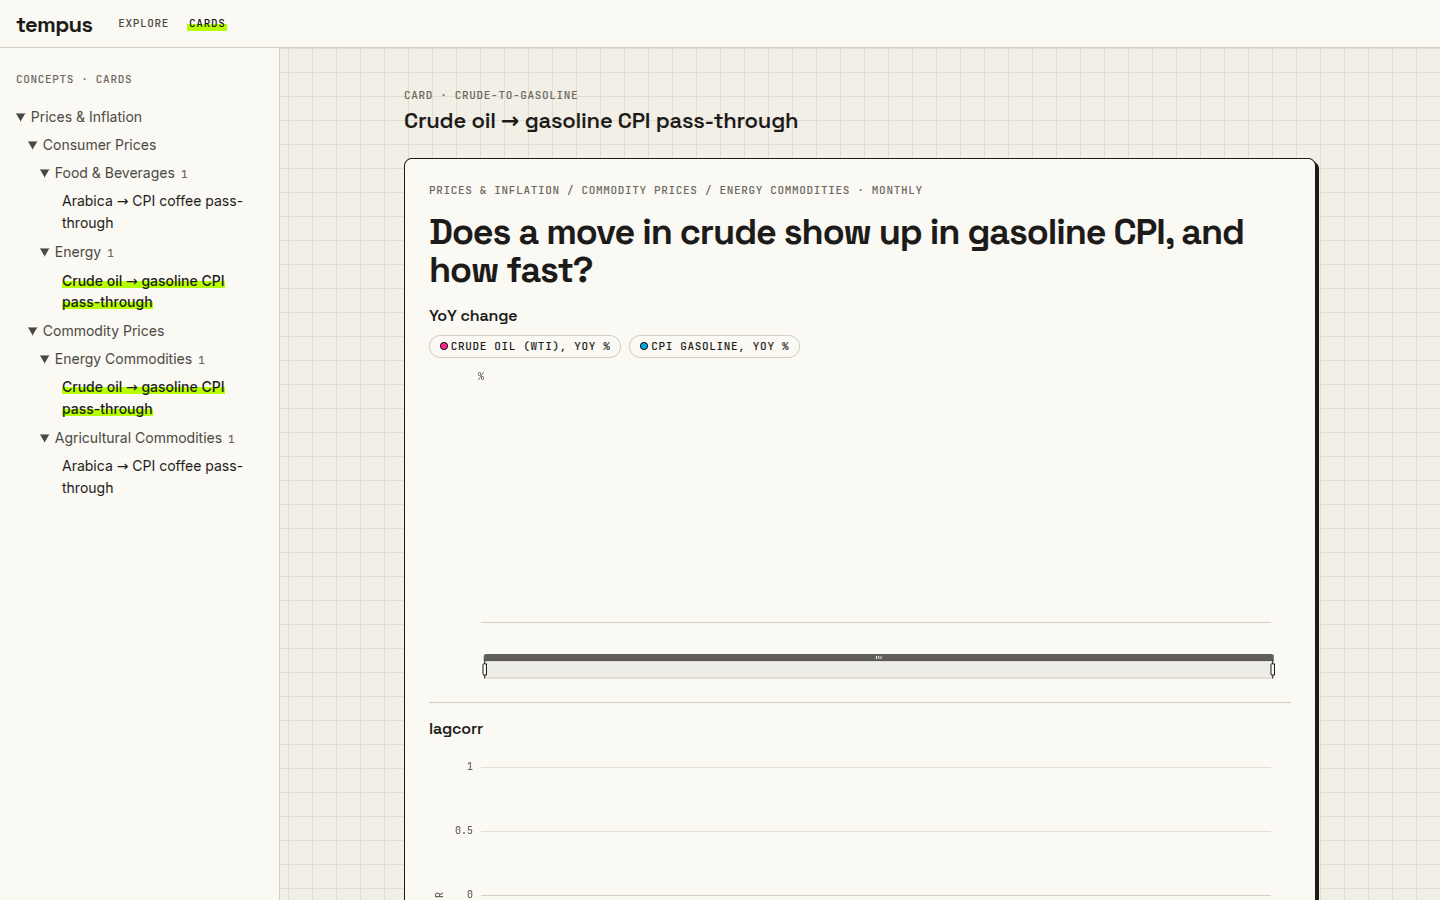 tempus
EXPLORE
CARDS
CONCEPTS · CARDS
▼ Prices & Inflation
▼ Consumer Prices
▼ Food & Beverages 1
Arabica → CPI coffee pass-
through
▼ Energy 1
Crude oil → gasoline CPI
pass-through
▼ Commodity Prices
▼ Energy Commodities 1
Crude oil → gasoline CPI
pass-through
▼ Agricultural Commodities 1
Arabica → CPI coffee pass-
through
CARD · CRUDE-TO-GASOLINE
Crude oil → gasoline CPI pass-through
PRICES & INFLATION / COMMODITY PRICES / ENERGY COMMODITIES · MONTHLY
Does a move in crude show up in gasoline CPI, and
how fast?
YoY change
CRUDE OIL (WTI), YOY %
CPI GASOLINE, YOY %
%
lagcorr
1
0.5
0
R